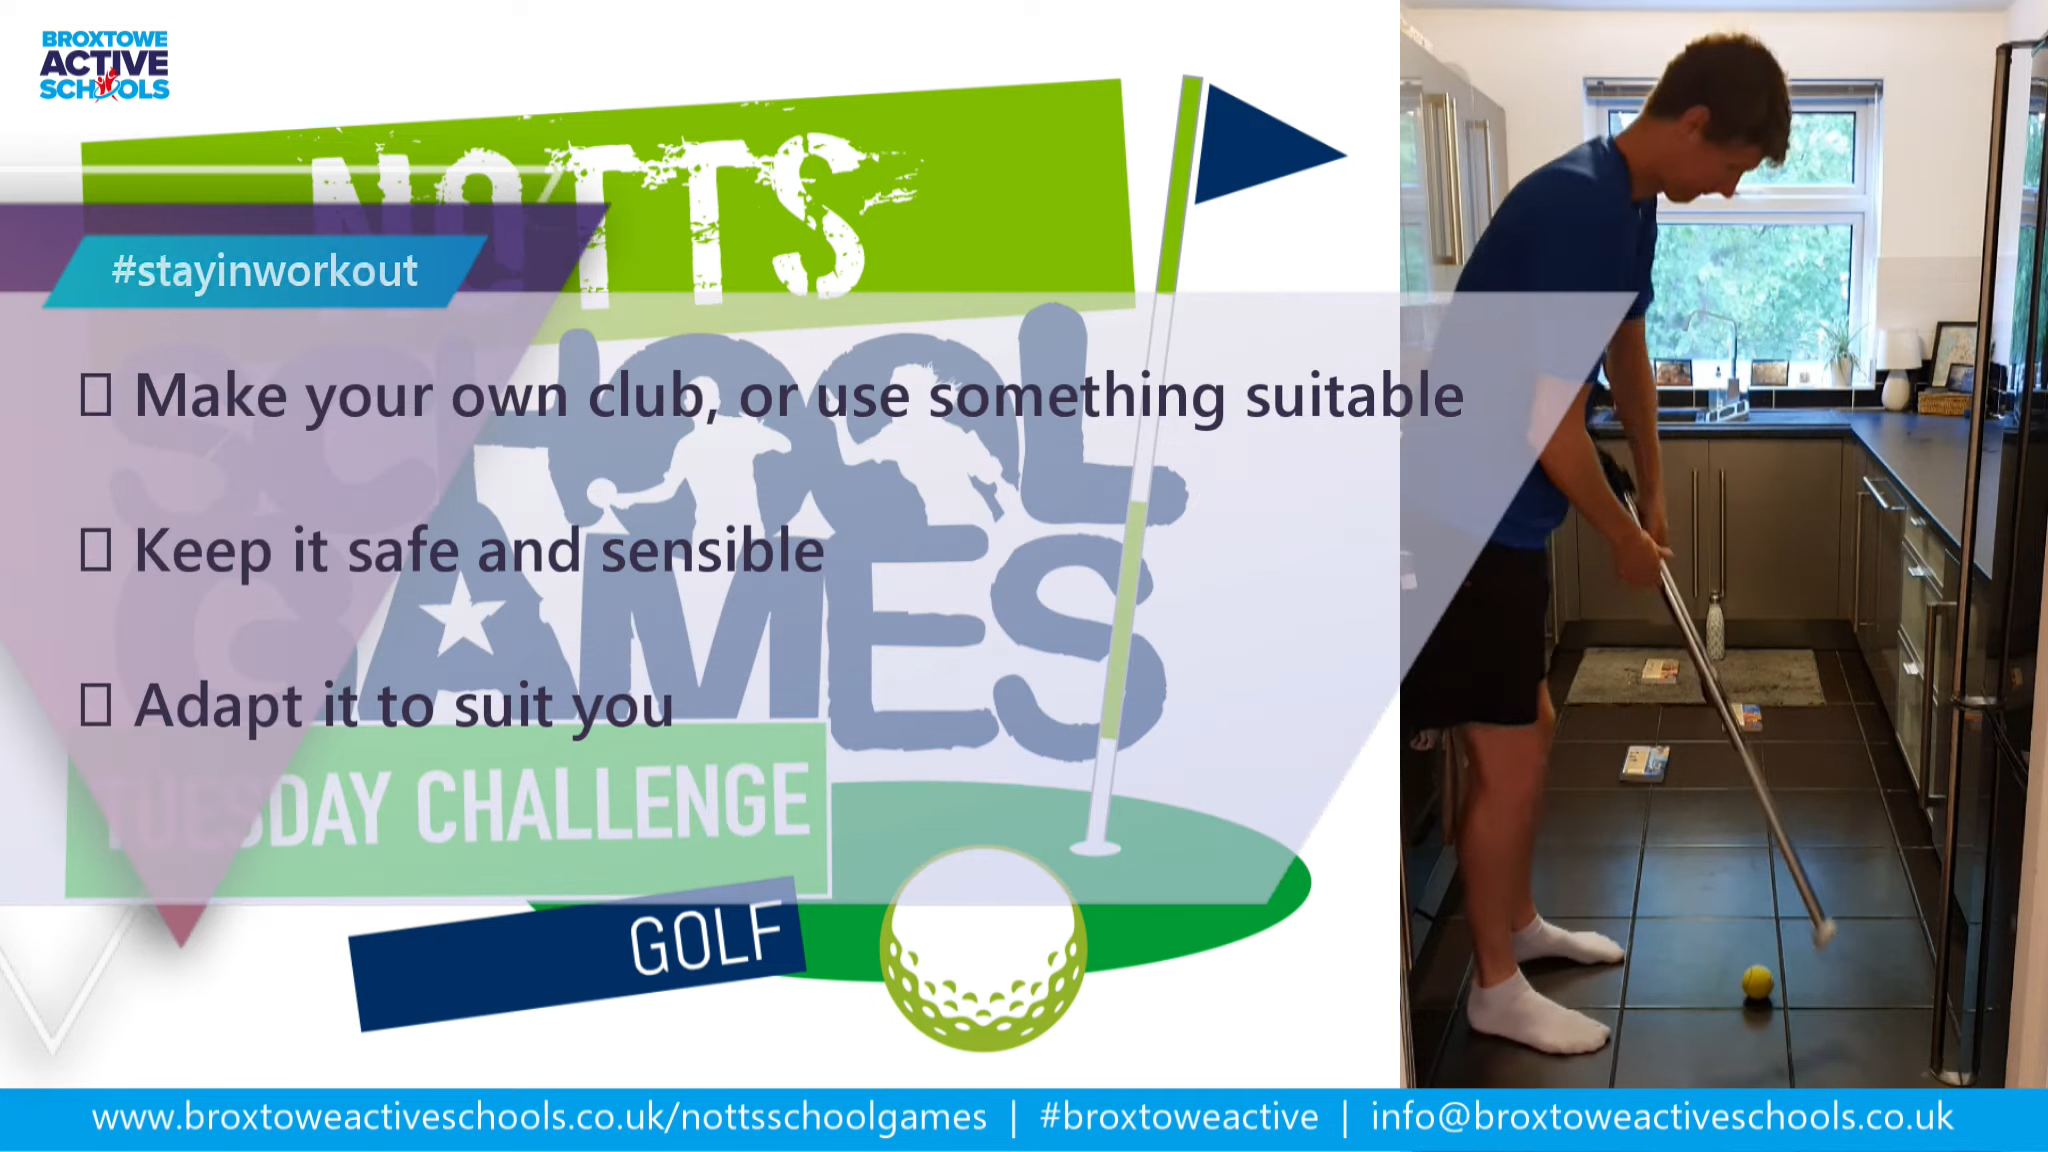 BROXTOWE
ACTIVE
SCHOOLS
NOTTS
#stayinworkout
SCHOOL
▯ Make your own club, or use something suitable
▯ Keep it safe and sensible
GAMES
▯ Adapt it to suit you
TUESDAY CHALLENGE
GOLF
www.broxtoweactiveschools.co.uk/nottsschoolgames | #broxtoweactive | info@broxtoweactiveschools.co.uk